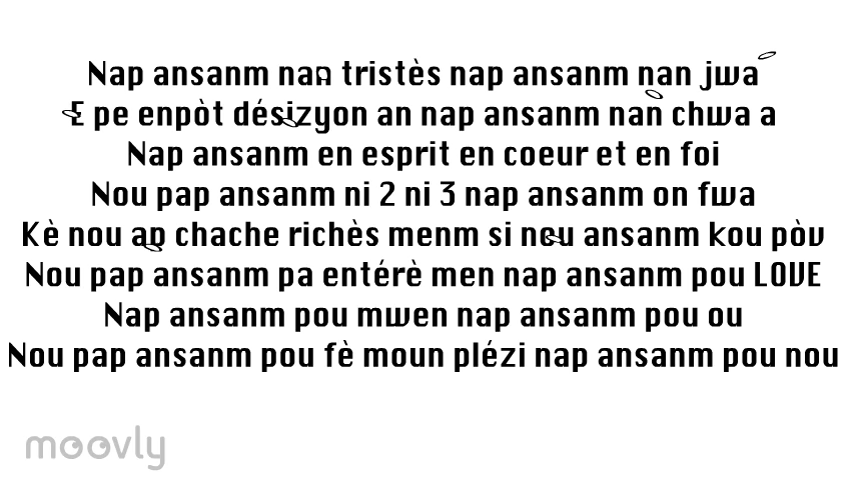 Nap ansanm nan tristès nap ansanm nan jwa
E pe enpòt désizyon an nap ansanm nan chwa a
Nap ansanm en esprit en coeur et en foi
Nou pap ansanm ni 2 ni 3 nap ansanm on fwa
Kè nou ap chache richès menm si nou ansanm kou pòv
Nou pap ansanm pa entérè men nap ansanm pou LOVE
Nap ansanm pou mwen nap ansanm pou ou
Nou pap ansanm pou fè moun plézi nap ansanm pou nou
moovly